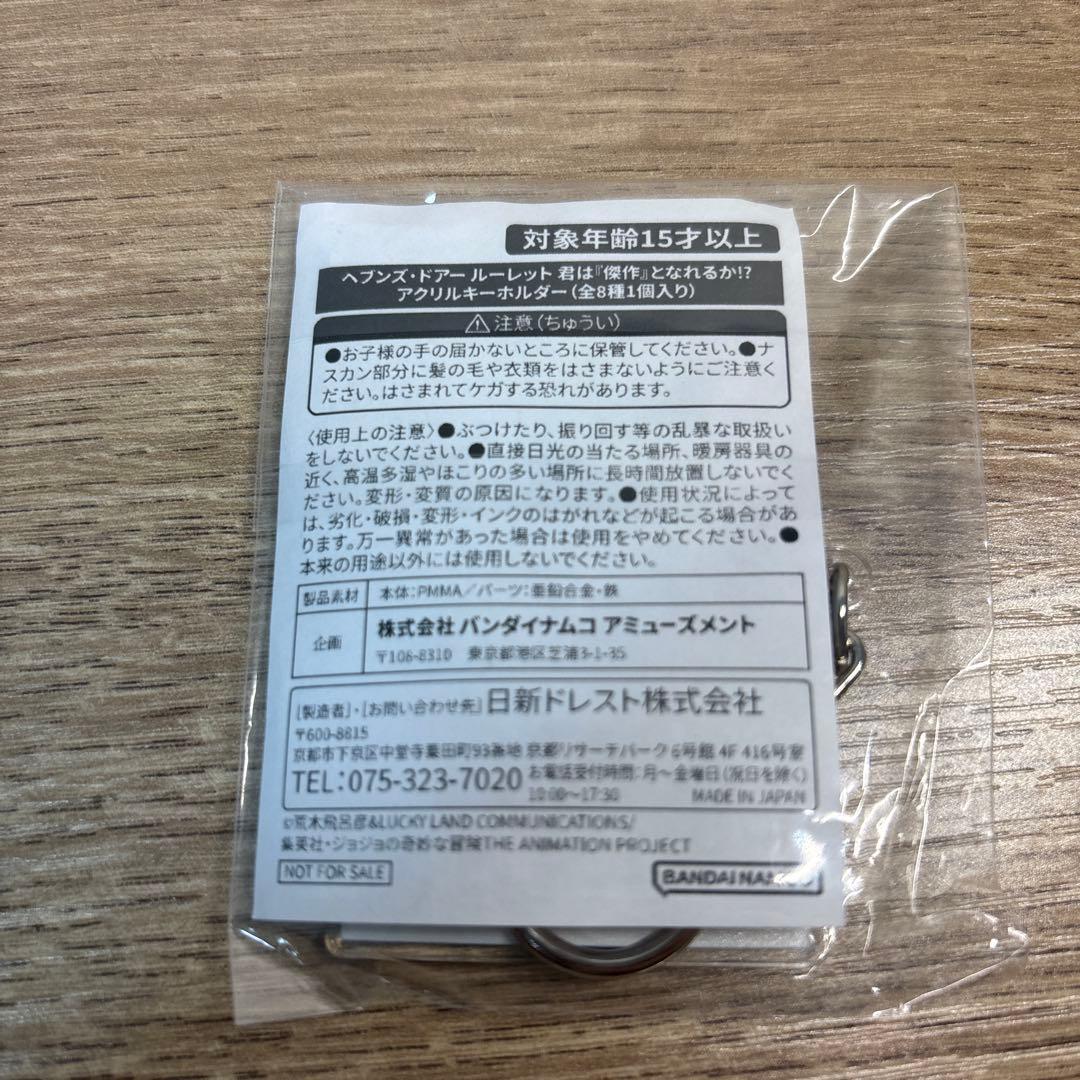 対象年齢15才以上
ヘブンズ・ドアー ルーレット 君は『傑作』となれるか!?
アクリルキーホルダー（全8種1個入り）
⚠注意（ちゅうい）
●お子様の手の届かないところに保管してください。●ナ
スカン部分に髪の毛や衣類をはさまないようにご注意く
ださい。はさまれてケガする恐れがあります。
〈使用上の注意〉●ぶつけたり、振り回す等の乱暴な取扱い
をしないでください。●直接日光の当たる場所、暖房器具の
近く、高温多湿やほこりの多い場所に長時間放置しないでく
ださい。変形・変質の原因になります。●使用状況によって
は、劣化・破損・変形・インクのはがれなどが起こる場合があ
ります。万一異常があった場合は使用をやめてください。●
本来の用途以外には使用しないでください。
製品素材 本体：PMMA／パーツ：亜鉛合金・鉄
企画 株式会社 バンダイナムコ アミューズメント
〒108-8310 東京都港区芝浦3-1-35
[製造者]・[お問い合わせ先] 日新ドレスト株式会社
〒600-8815
京都市下京区中堂寺粟田町93番地 京都リサーチパーク 6号館 4F 416号室
TEL：075-323-7020 お電話受付時間：月～金曜日（祝日を除く）
10:00～17:30 MADE IN JAPAN
©荒木飛呂彦&LUCKY LAND COMMUNICATIONS/
集英社・ジョジョの奇妙な冒険THE ANIMATION PROJECT
NOT FOR SALE
BANDAI NAMCO